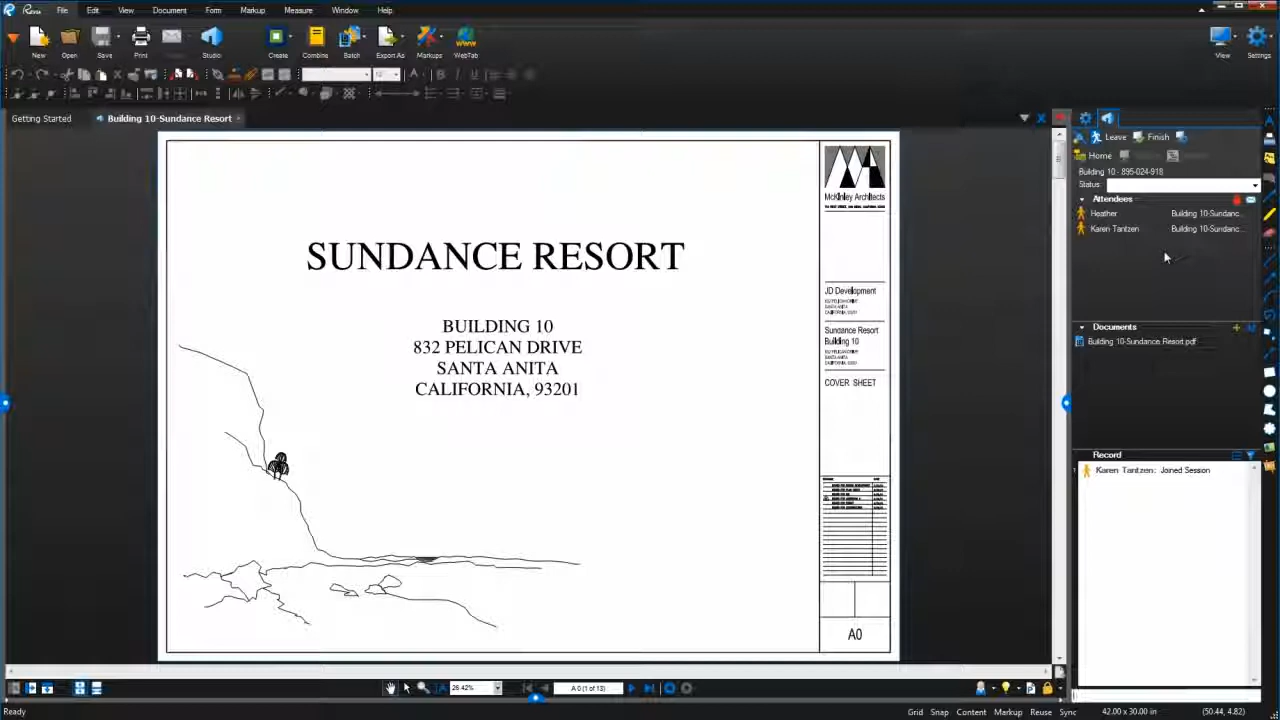 Revu File Edit View Document Form Markup Measure Window Help
New Open Save Print Studio Create Combine Batch Export As Markups WebTab View Settings
Getting Started Building 10-Sundance Resort
Leave Finish
Home
Building 10 - 895-024-918
Status:
Attendees
Heather Building 10-Sundanc...
Karen Tantzen Building 10-Sundanc...
Documents
Building 10-Sundance Resort.pdf
Record
Karen Tantzen: Joined Session
SUNDANCE RESORT
BUILDING 10
832 PELICAN DRIVE
SANTA ANITA
CALIFORNIA, 93201
McKinley Architects
JD Development
Sundance Resort
Building 10
COVER SHEET
A0
26.42% A0 (1 of 13)
Ready Grid Snap Content Markup Reuse Sync 42.00 x 30.00 in (50.44, 4.82)